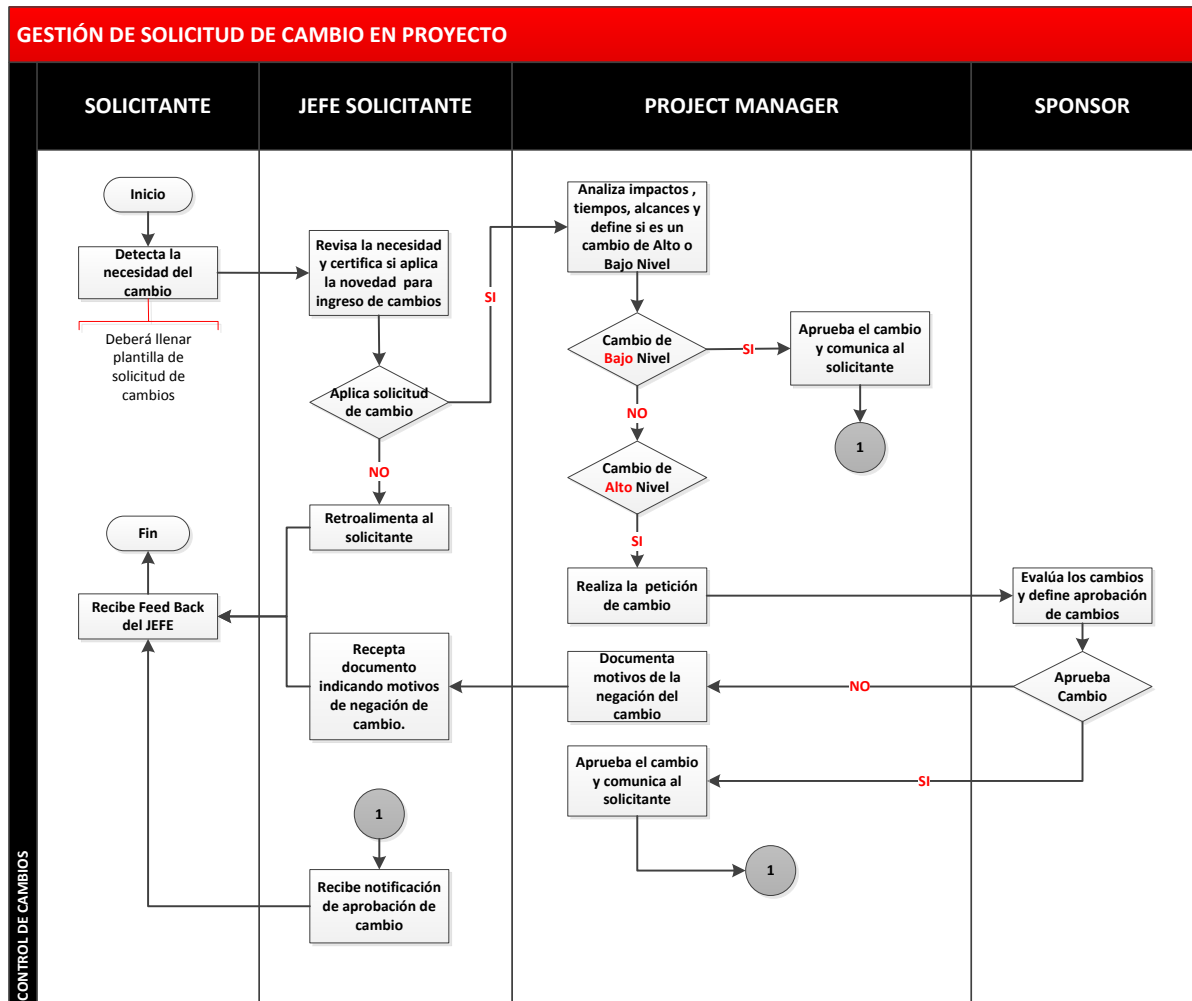 GESTIÓN DE SOLICITUD DE CAMBIO EN PROYECTO
SOLICITANTE
JEFE SOLICITANTE
PROJECT MANAGER
SPONSOR
Inicio
Detecta la
necesidad del
cambio
Deberá llenar
plantilla de
solicitud de
cambios
Revisa la necesidad
y certifica si aplica
la novedad para
ingreso de cambios
Aplica solicitud
de cambio
SI
NO
Retroalimenta al
solicitante
Analiza impactos ,
tiempos, alcances y
define si es un
cambio de Alto o
Bajo Nivel
Cambio de
Bajo Nivel
SI
Aprueba el cambio
y comunica al
solicitante
1
NO
Cambio de
Alto Nivel
SI
Realiza la petición
de cambio
Evalúa los cambios
y define aprobación
de cambios
Aprueba
Cambio
NO
Documenta
motivos de la
negación del
cambio
Recepta
documento
indicando motivos
de negación de
cambio.
Fin
Recibe Feed Back
del JEFE
SI
Aprueba el cambio
y comunica al
solicitante
1
1
Recibe notificación
de aprobación de
cambio
CONTROL DE CAMBIOS